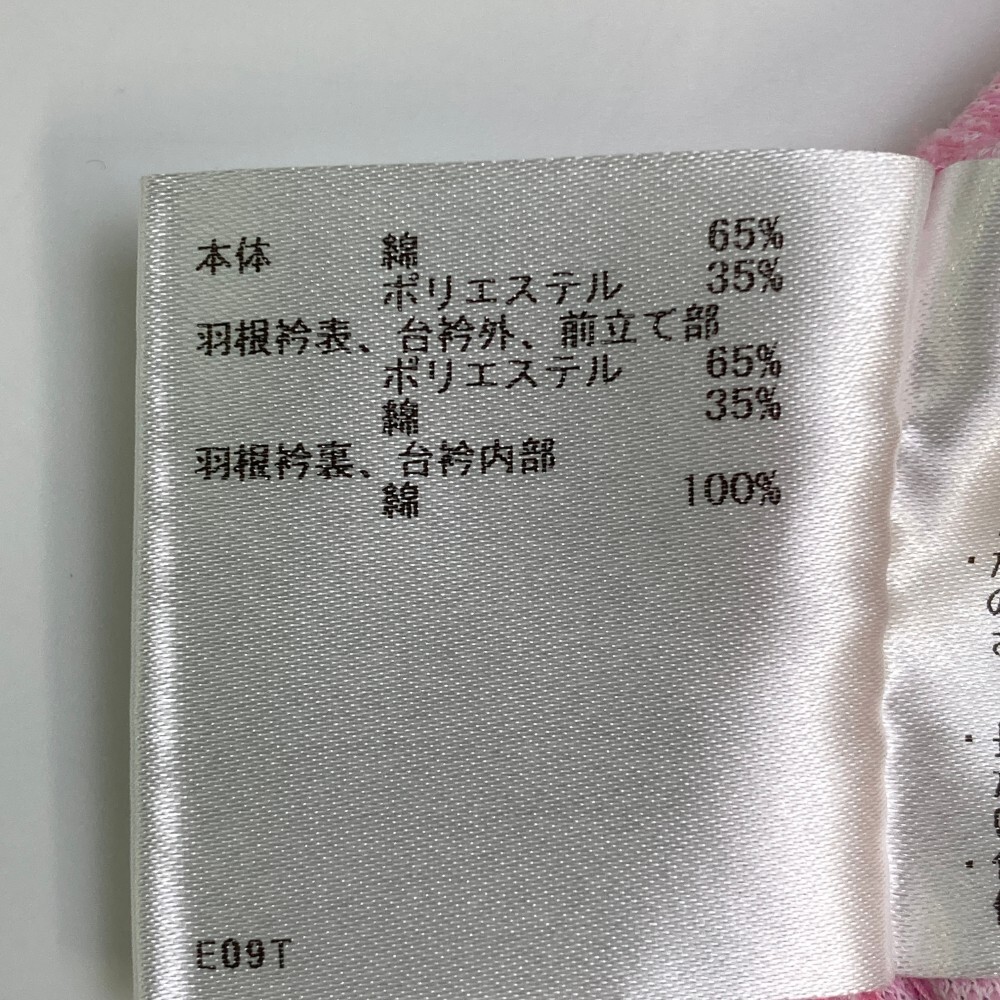 本体 綿 65%
ポリエステル 35%
羽根衿表、台衿外、前立て部
ポリエステル 65%
綿 35%
羽根衿裏、台衿内部
綿 100%
E09T